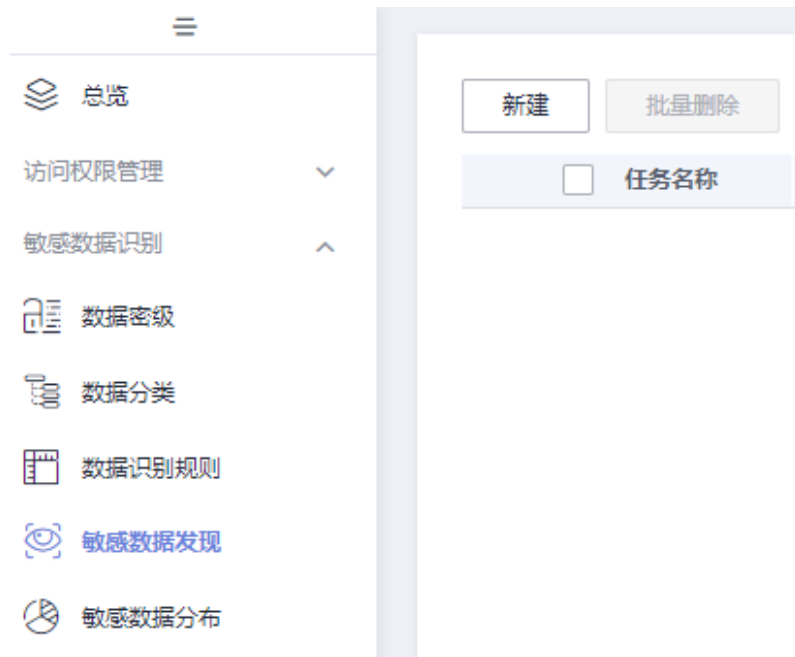 总览
访问权限管理
敏感数据识别
数据密级
数据分类
数据识别规则
敏感数据发现
敏感数据分布
新建 批量删除
任务名称